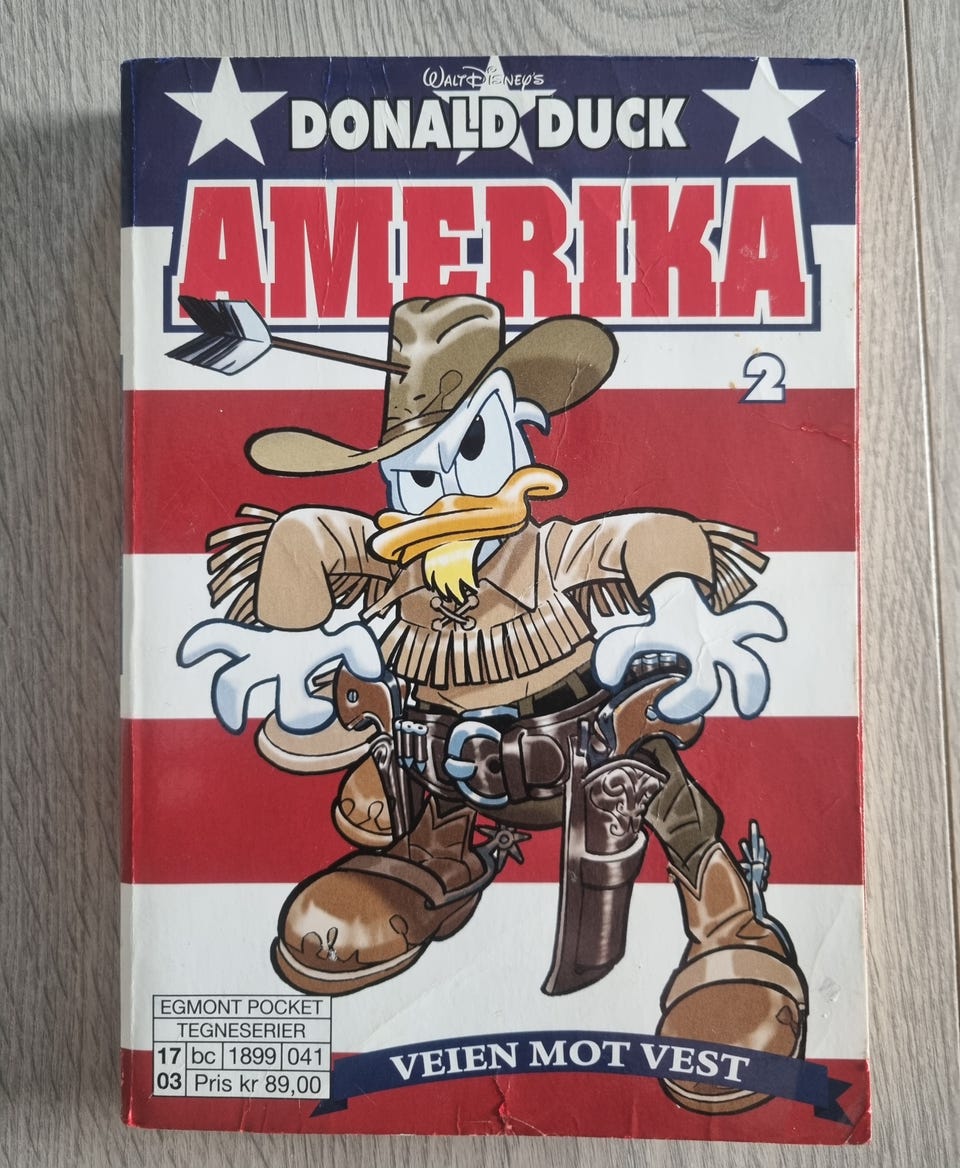 WALT DISNEY'S
DONALD DUCK
AMERIKA
2
EGMONT POCKET
TEGNESERIER
17 bc 1899 041
03 Pris kr 89,00
VEIEN MOT VEST